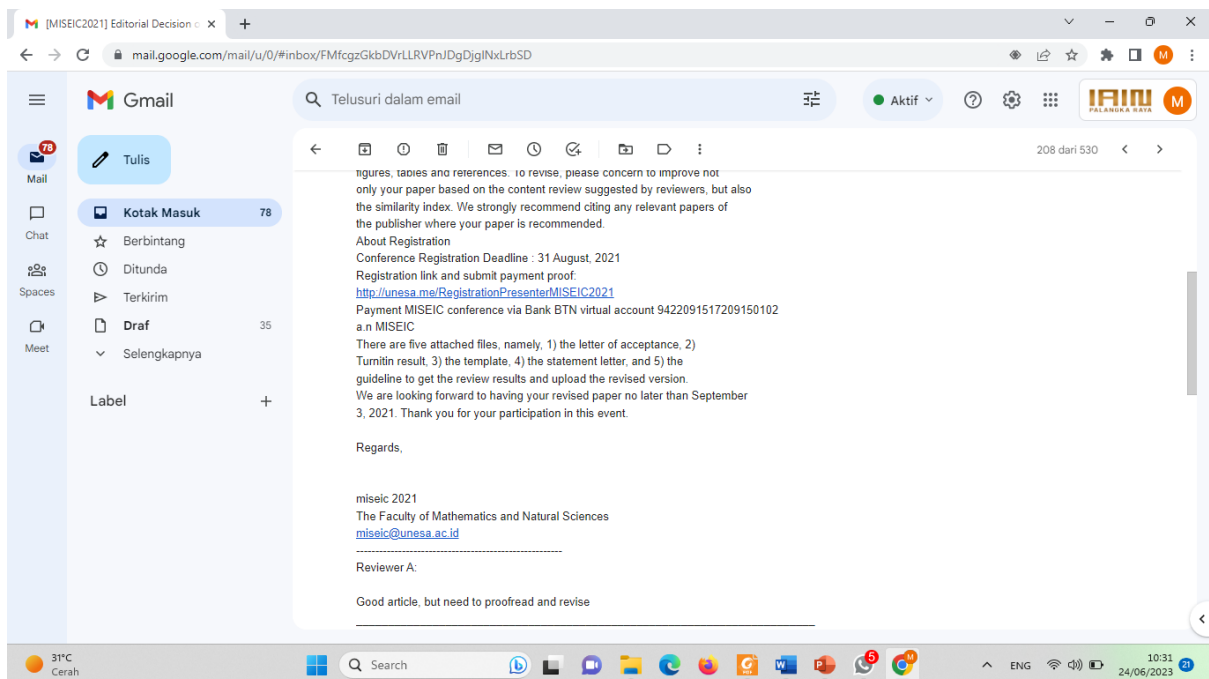 [MISEIC2021] Editorial Decision o
mail.google.com/mail/u/0/#inbox/FMfcgzGkbDVrLLRVPnJDgDjglNXLrbSD
M
Gmail
Telusuri dalam email
Aktif
IAIN
PALANGKA RAYA
M
78
Mail
Tulis
208 dari 530
Kotak Masuk 78
Chat
Berbintang
Ditunda
Spaces
Terkirim
Draf 35
Meet
Selengkapnya
Label
figures, tables and references. To revise, please concern to improve not
only your paper based on the content review suggested by reviewers, but also
the similarity index. We strongly recommend citing any relevant papers of
the publisher where your paper is recommended.
About Registration
Conference Registration Deadline : 31 August, 2021
Registration link and submit payment proof:
http://unesa.me/RegistrationPresenterMISEIC2021
Payment MISEIC conference via Bank BTN virtual account 9422091517209150102
a.n MISEIC
There are five attached files, namely, 1) the letter of acceptance, 2)
Turnitin result, 3) the template, 4) the statement letter, and 5) the
guideline to get the review results and upload the revised version.
We are looking forward to having your revised paper no later than September
3, 2021. Thank you for your participation in this event.
Regards,
miseic 2021
The Faculty of Mathematics and Natural Sciences
miseic@unesa.ac.id
------------------------------------------------------
Reviewer A:
Good article, but need to proofread and revise
31°C
Cerah
Search
5
ENG
10:31
24/06/2023
21